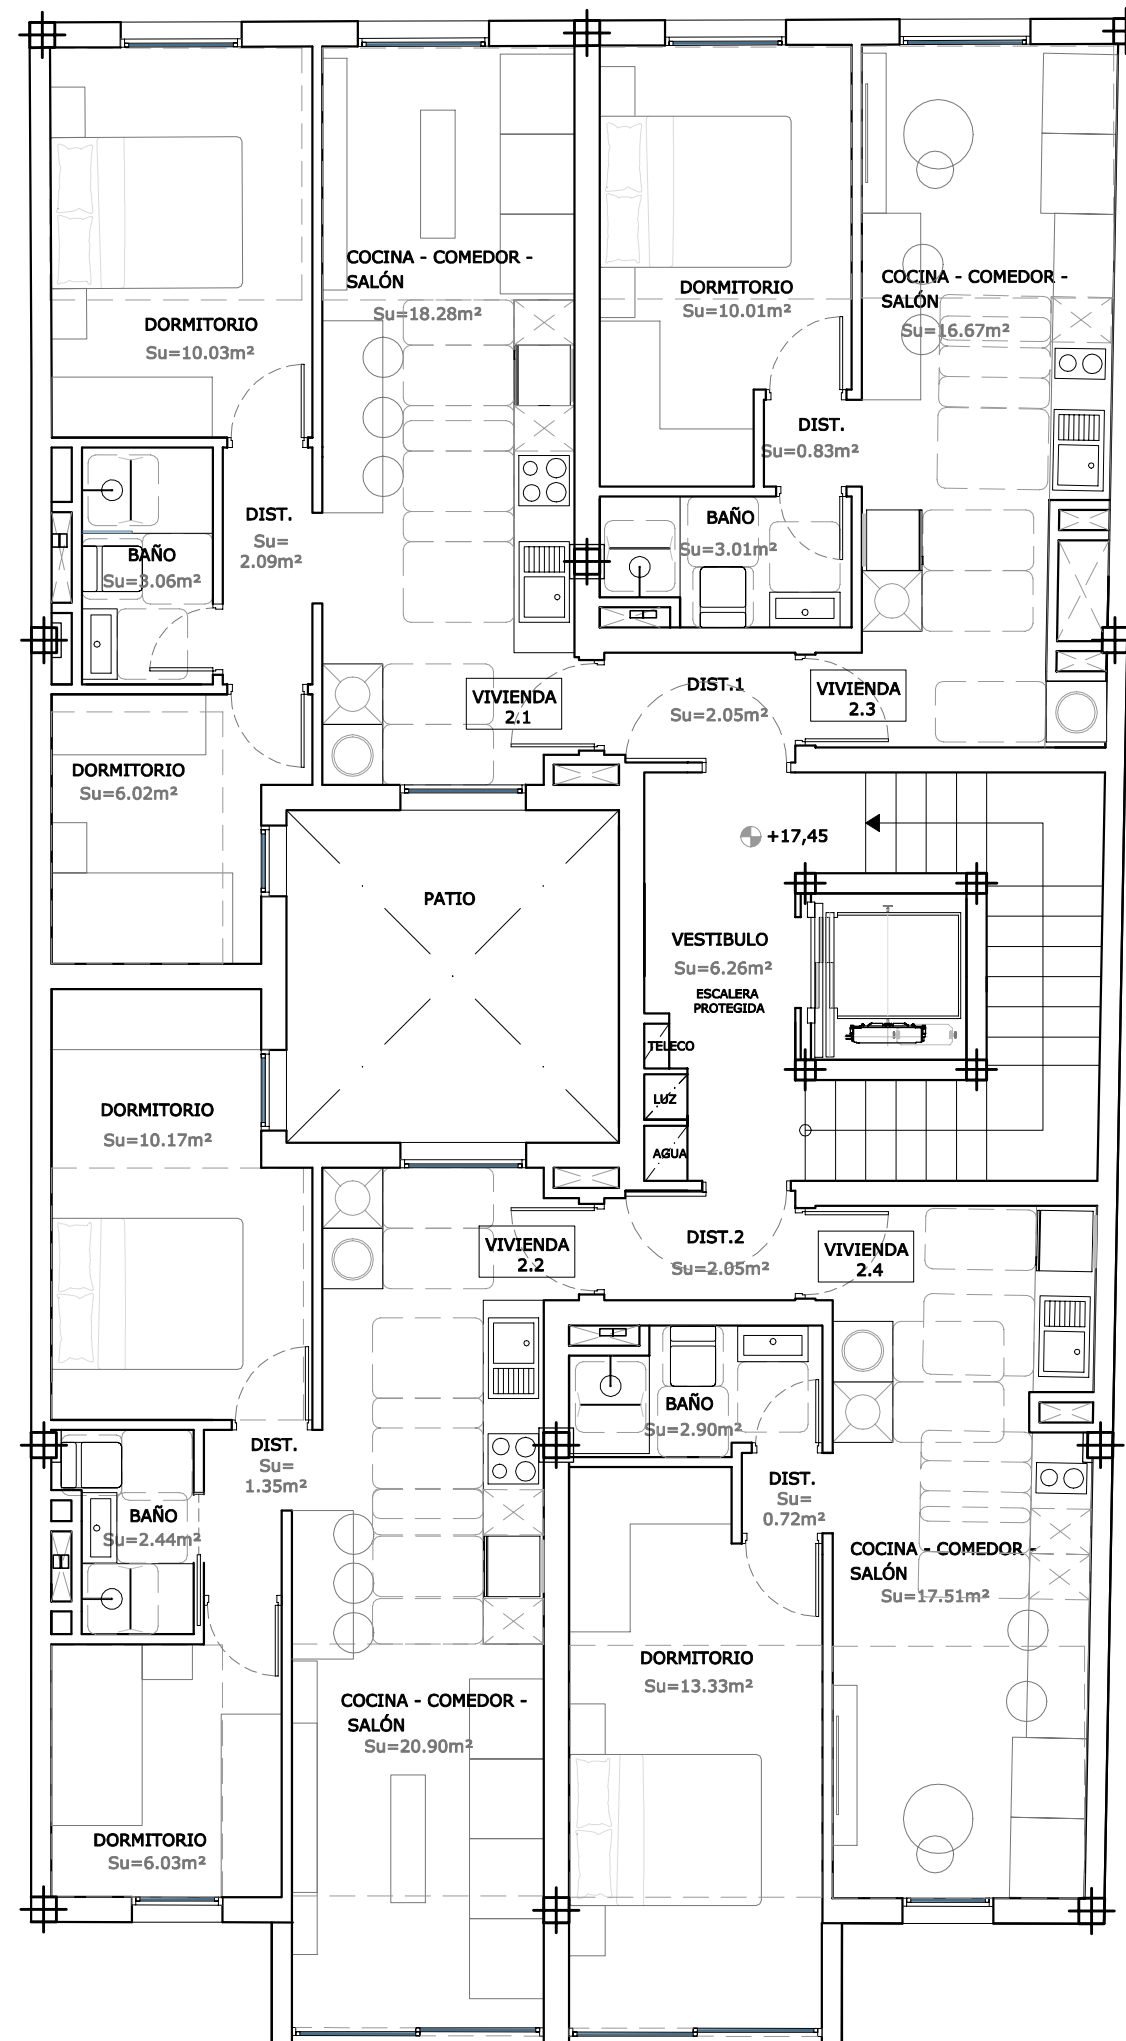 COCINA - COMEDOR -
SALÓN
Su=18.28m²
DORMITORIO
Su=10.03m²
DORMITORIO
Su=10.01m²
COCINA - COMEDOR -
SALÓN
Su=16.67m²
DIST.
Su=0.83m²
DIST.
Su=
2.09m²
BAÑO
Su=3.06m²
BAÑO
Su=3.01m²
VIVIENDA
2.1
DIST.1
Su=2.05m²
VIVIENDA
2.3
DORMITORIO
Su=6.02m²
+17,45
PATIO
VESTIBULO
Su=6.26m²
ESCALERA
PROTEGIDA
TELECO
LUZ
AGUA
DORMITORIO
Su=10.17m²
VIVIENDA
2.2
DIST.2
Su=2.05m²
VIVIENDA
2.4
BAÑO
Su=2.90m²
DIST.
Su=
1.35m²
DIST.
Su=
0.72m²
BAÑO
Su=2.44m²
COCINA - COMEDOR -
SALÓN
Su=17.51m²
DORMITORIO
Su=13.33m²
COCINA - COMEDOR -
SALÓN
Su=20.90m²
DORMITORIO
Su=6.03m²